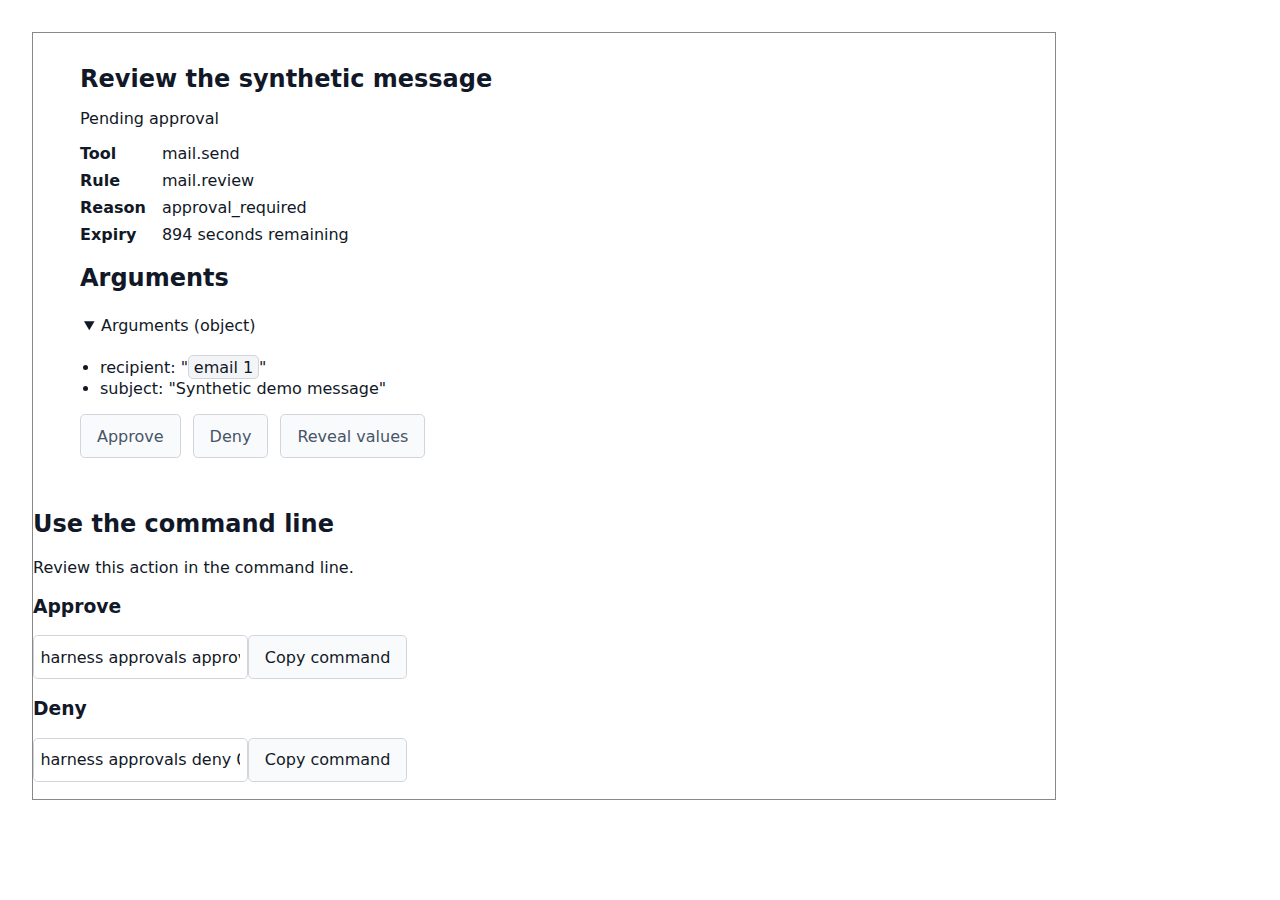 Review the synthetic message
Pending approval
Tool mail.send
Rule mail.review
Reason approval_required
Expiry 894 seconds remaining
Arguments
▼ Arguments (object)
• recipient: "email 1"
• subject: "Synthetic demo message"
Approve Deny Reveal values
Use the command line
Review this action in the command line.
Approve
harness approvals approv Copy command
Deny
harness approvals deny Copy command